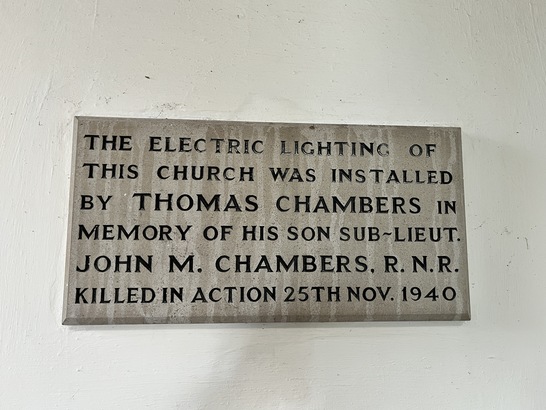 THE ELECTRIC LIGHTING OF
THIS CHURCH WAS INSTALLED
BY THOMAS CHAMBERS IN
MEMORY OF HIS SON SUB~LIEUT.
JOHN M. CHAMBERS, R.N.R.
KILLED IN ACTION 25TH NOV. 1940